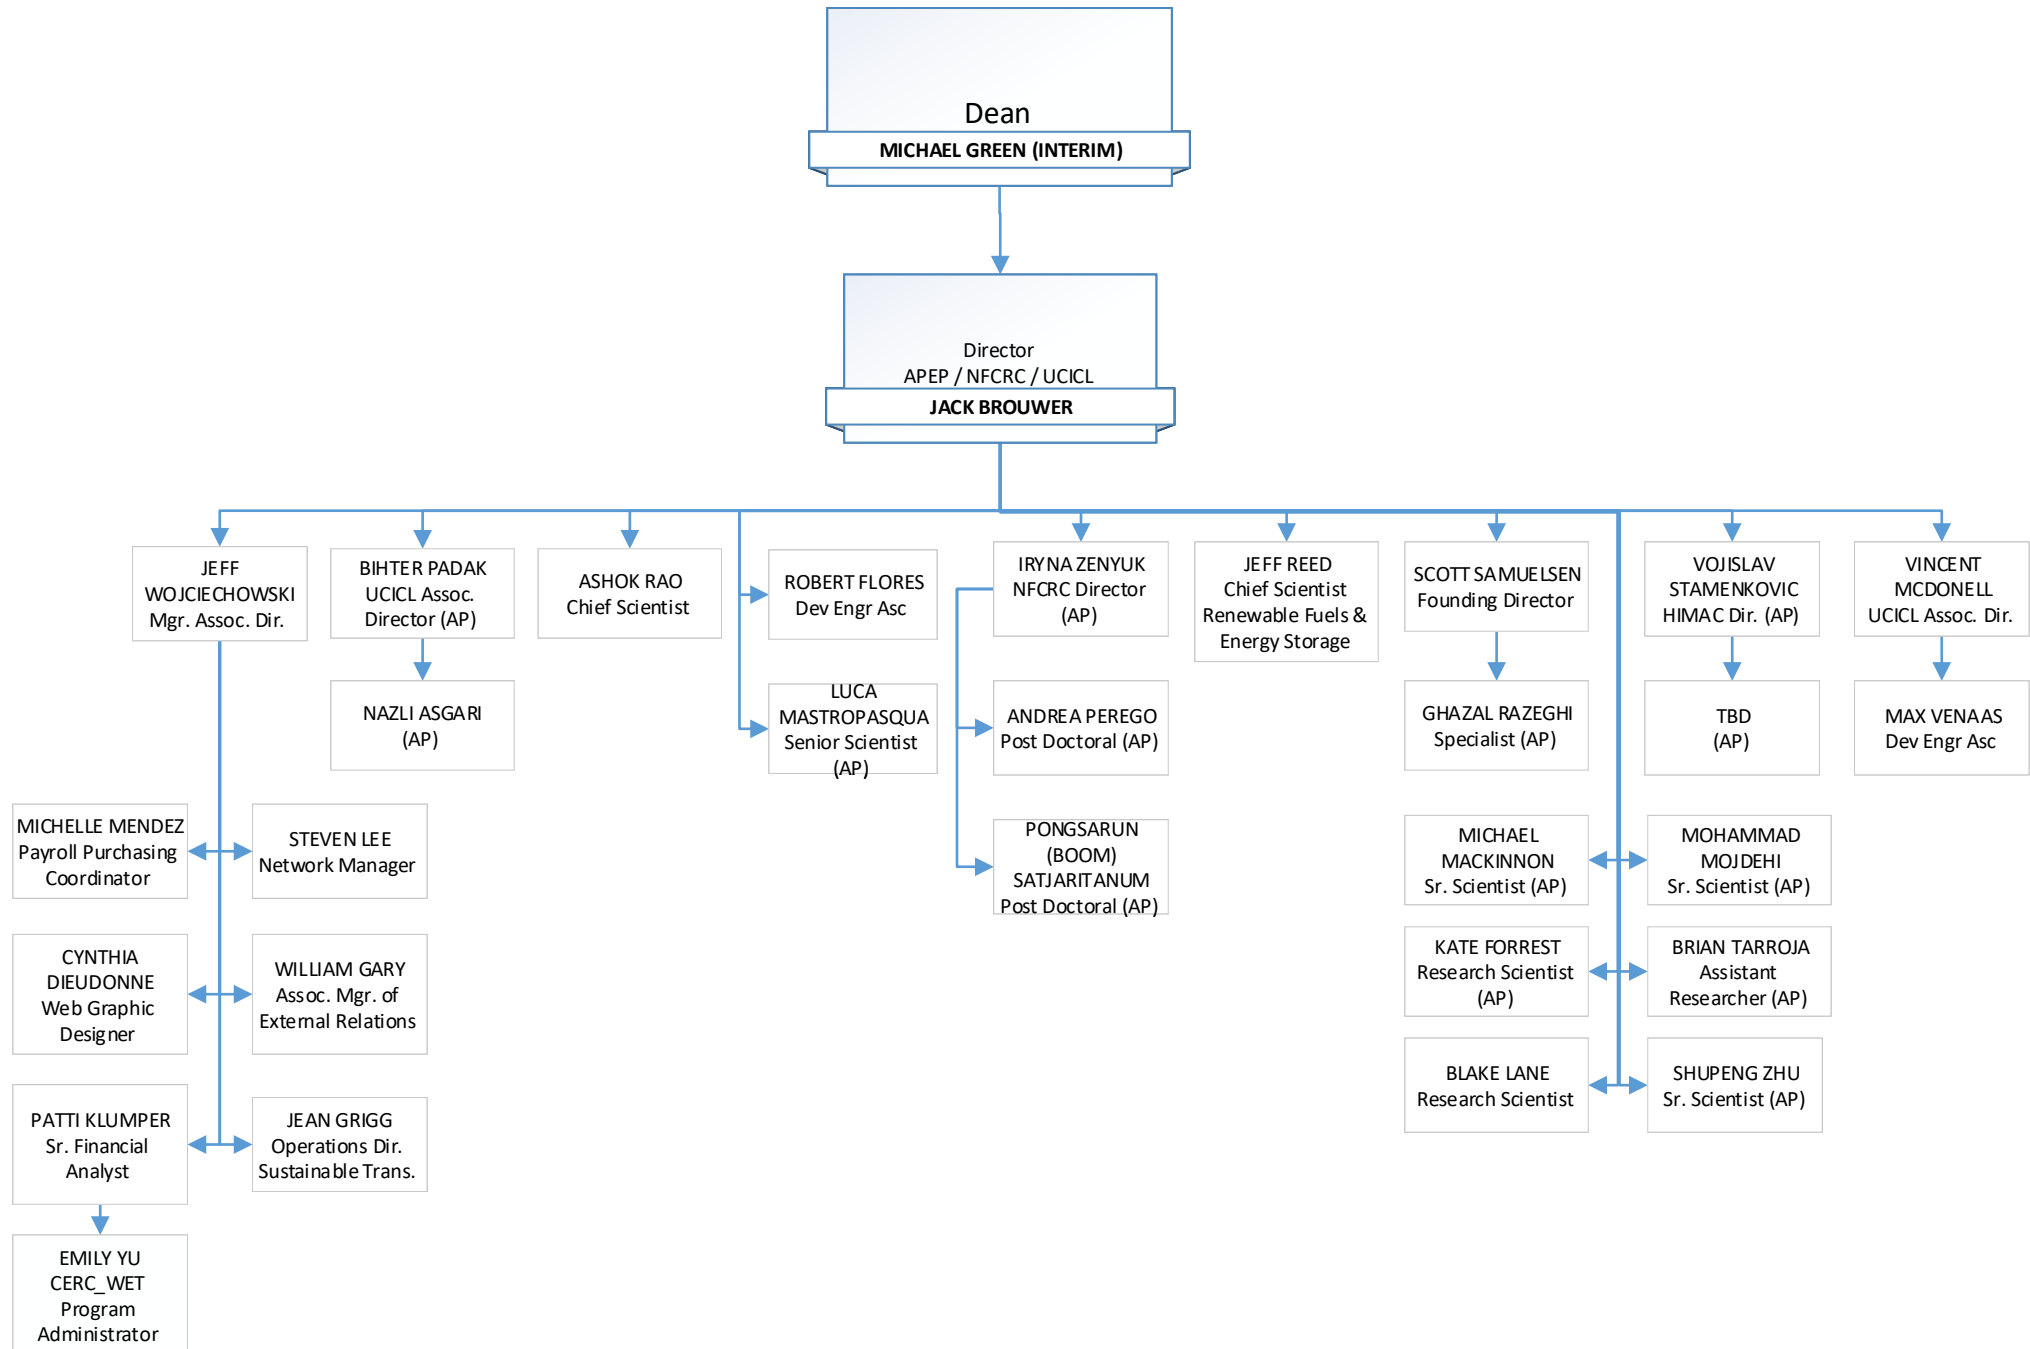 Dean
MICHAEL GREEN (INTERIM)
Director
APEP / NFCRC / UCICL
JACK BROUWER
JEFF
WOJCIECHOWSKI
Mgr. Assoc. Dir.
BIHTER PADAK
UCICL Assoc.
Director (AP)
ASHOK RAO
Chief Scientist
ROBERT FLORES
Dev Engr Asc
IRYNA ZENYUK
NFCRC Director
(AP)
JEFF REED
Chief Scientist
Renewable Fuels &
Energy Storage
SCOTT SAMUELSEN
Founding Director
VOJISLAV
STAMENKOVIC
HIMAC Dir. (AP)
VINCENT
MCDONELL
UCICL Assoc. Dir.
NAZLI ASGARI
(AP)
LUCA
MASTROPASQUA
Senior Scientist
(AP)
ANDREA PEREGO
Post Doctoral (AP)
GHAZAL RAZEGHI
Specialist (AP)
TBD
(AP)
MAX VENAAS
Dev Engr Asc
MICHELLE MENDEZ
Payroll Purchasing
Coordinator
STEVEN LEE
Network Manager
PONGSARUN
(BOOM)
SATJARITANUM
Post Doctoral (AP)
MICHAEL
MACKINNON
Sr. Scientist (AP)
MOHAMMAD
MOJDEHI
Sr. Scientist (AP)
CYNTHIA
DIEUDONNE
Web Graphic
Designer
WILLIAM GARY
Assoc. Mgr. of
External Relations
KATE FORREST
Research Scientist
(AP)
BRIAN TARROJA
Assistant
Researcher (AP)
BLAKE LANE
Research Scientist
SHUPENG ZHU
Sr. Scientist (AP)
PATTI KLUMPER
Sr. Financial
Analyst
JEAN GRIGG
Operations Dir.
Sustainable Trans.
EMILY YU
CERC_WET
Program
Administrator